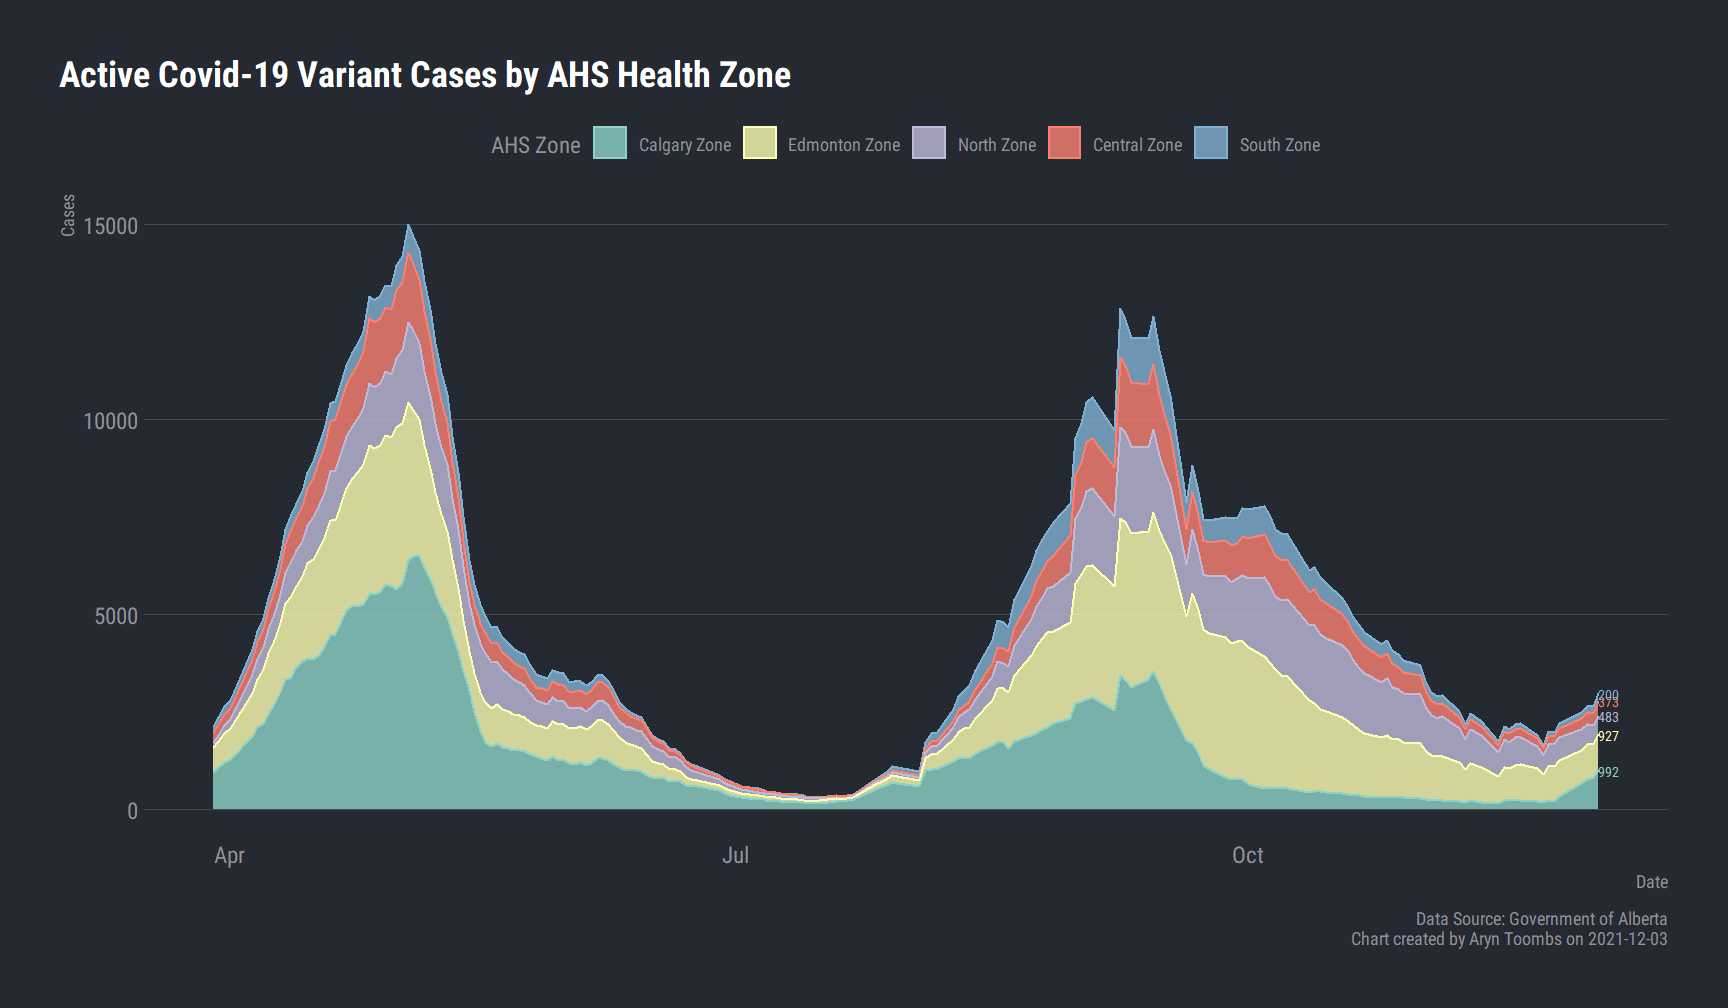 Active Covid-19 Variant Cases by AHS Health Zone
AHS Zone Calgary Zone Edmonton Zone North Zone Central Zone South Zone
Cases
15000
10000
5000
0
200
373
483
927
992
Apr Jul Oct
Date
Data Source: Government of Alberta
Chart created by Aryn Toombs on 2021-12-03